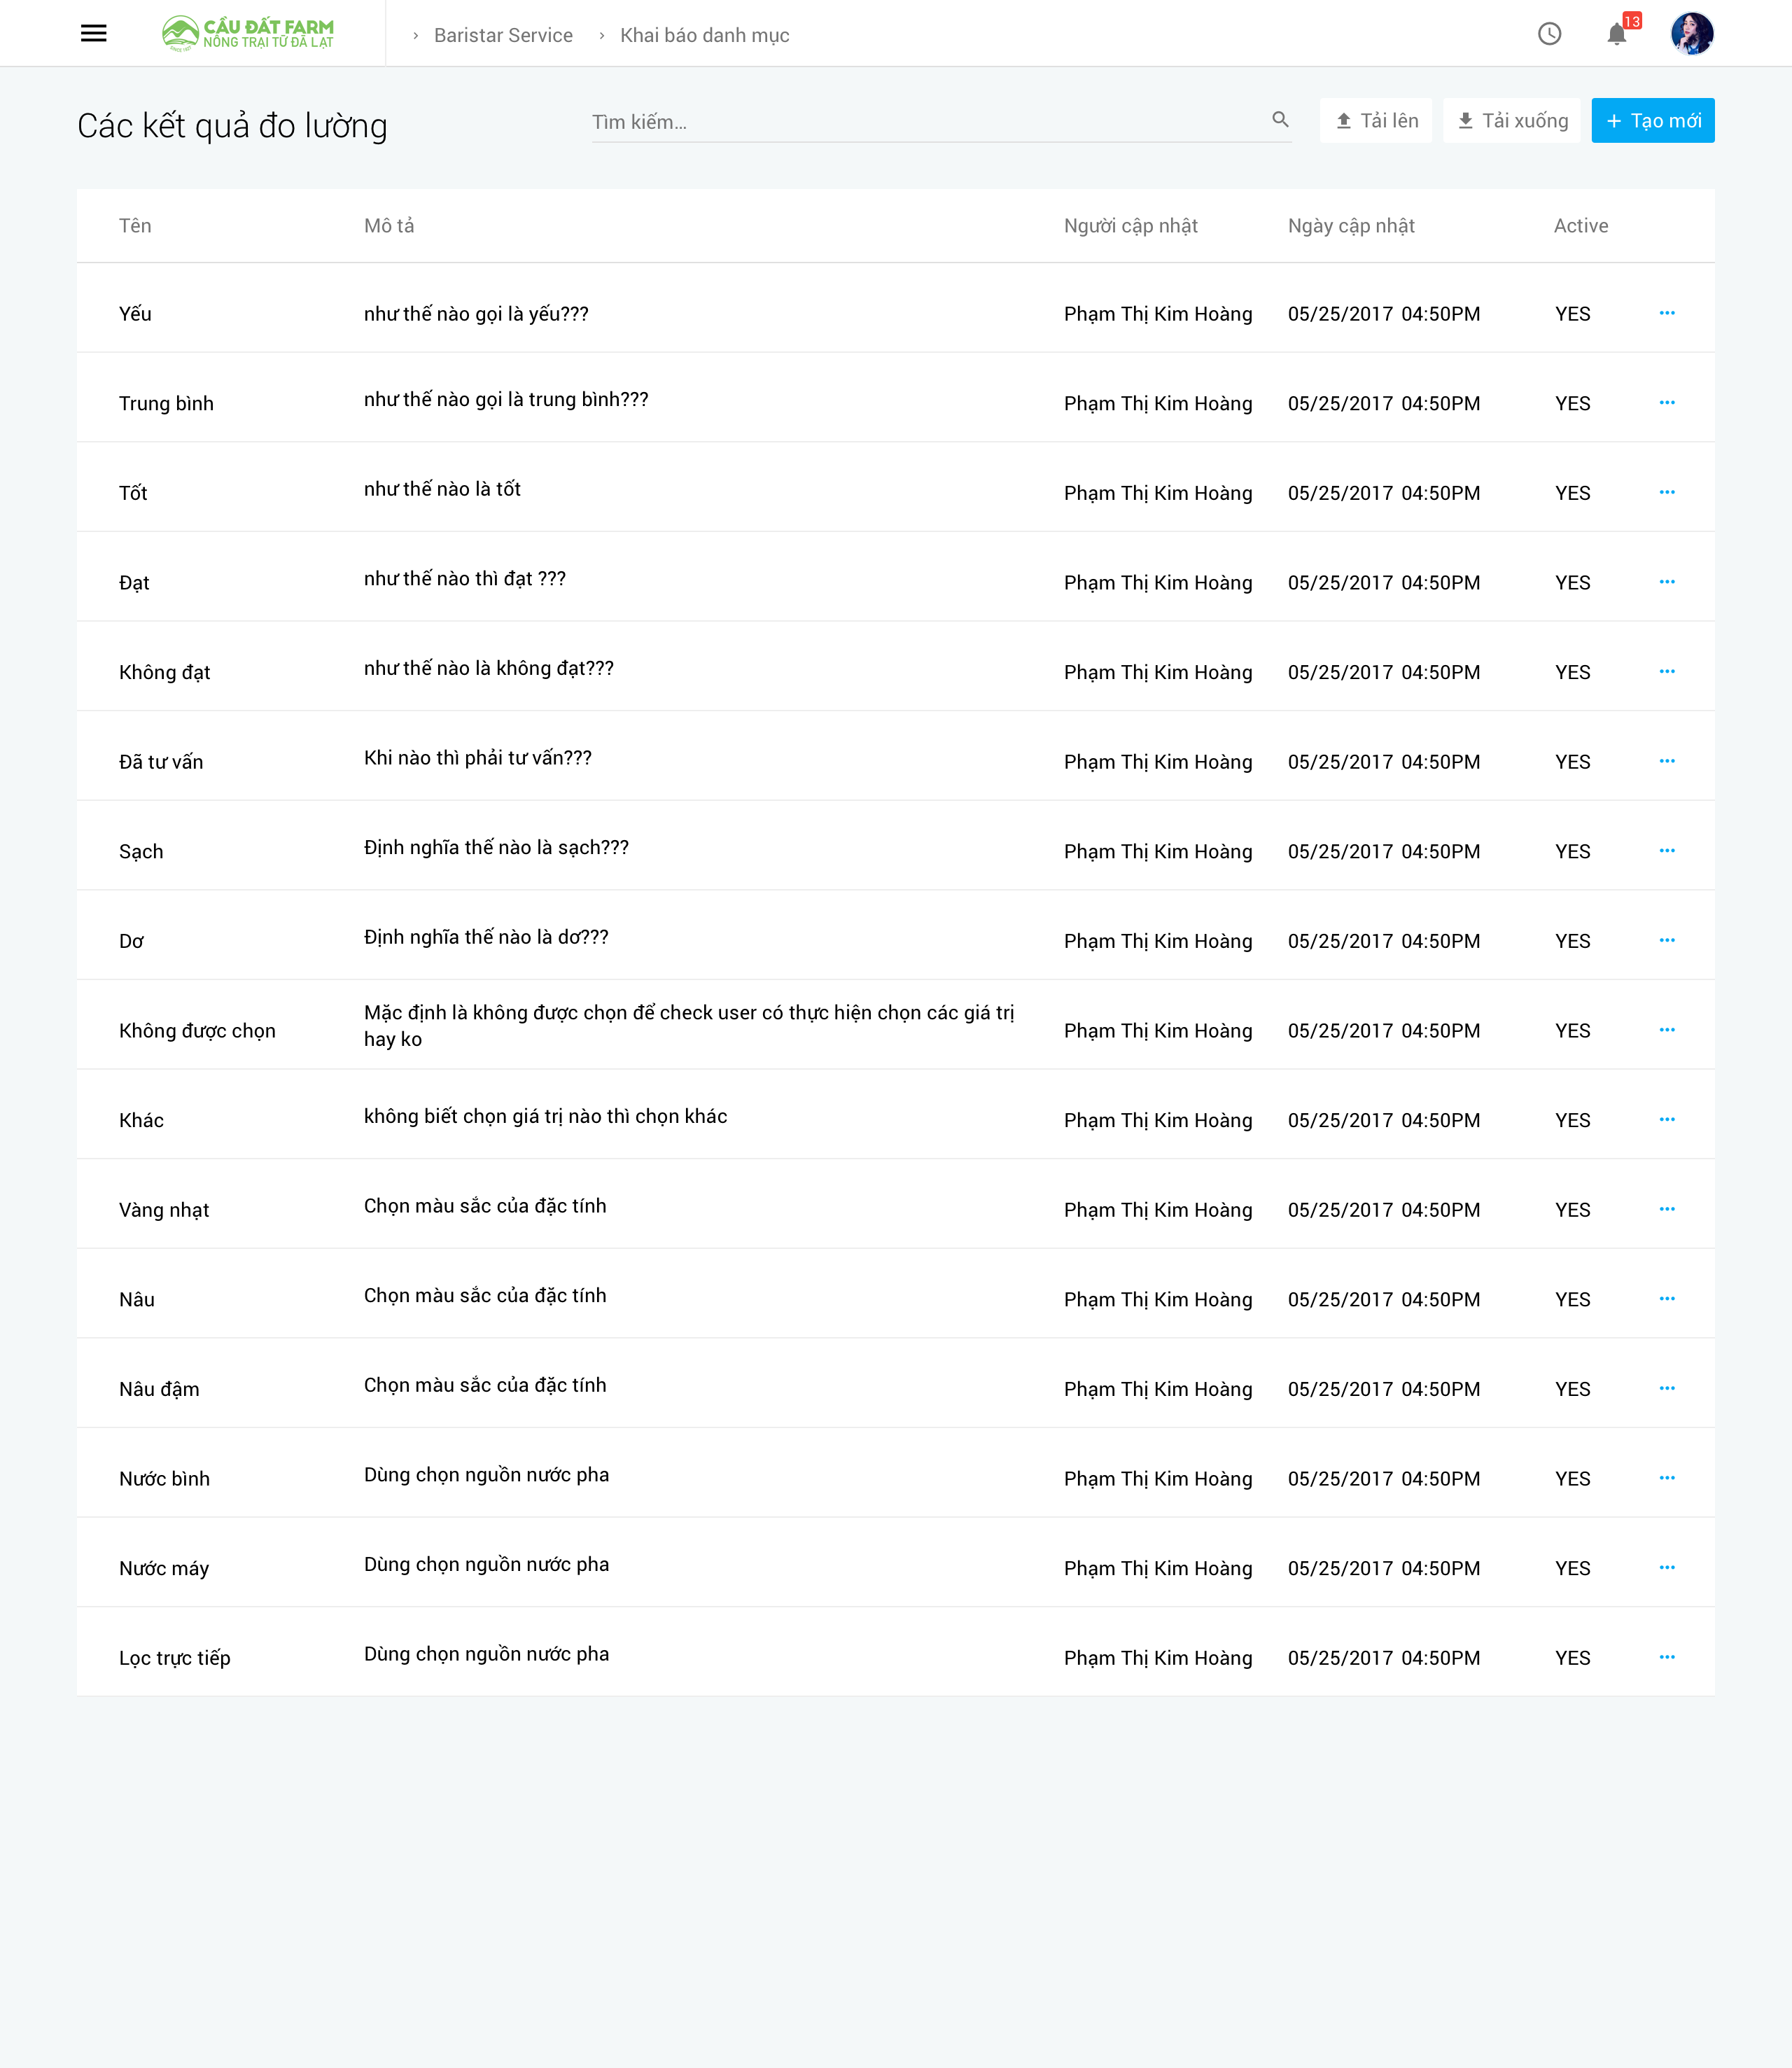 CẦU ĐẤT FARM
NÔNG TRẠI TỪ ĐÀ LẠT
› Baristar Service › Khai báo danh mục
13
Các kết quả đo lường
Tìm kiếm...
Tải lên
Tải xuống
+ Tạo mới
Tên Mô tả Người cập nhật Ngày cập nhật Active
Yếu như thế nào gọi là yếu??? Phạm Thị Kim Hoàng 05/25/2017 04:50PM YES
Trung bình như thế nào gọi là trung bình??? Phạm Thị Kim Hoàng 05/25/2017 04:50PM YES
Tốt như thế nào là tốt Phạm Thị Kim Hoàng 05/25/2017 04:50PM YES
Đạt như thế nào thì đạt ??? Phạm Thị Kim Hoàng 05/25/2017 04:50PM YES
Không đạt như thế nào là không đạt??? Phạm Thị Kim Hoàng 05/25/2017 04:50PM YES
Đã tư vấn Khi nào thì phải tư vấn??? Phạm Thị Kim Hoàng 05/25/2017 04:50PM YES
Sạch Định nghĩa thế nào là sạch??? Phạm Thị Kim Hoàng 05/25/2017 04:50PM YES
Dơ Định nghĩa thế nào là dơ??? Phạm Thị Kim Hoàng 05/25/2017 04:50PM YES
Không được chọn Mặc định là không được chọn để check user có thực hiện chọn các giá trị
hay ko Phạm Thị Kim Hoàng 05/25/2017 04:50PM YES
Khác không biết chọn giá trị nào thì chọn khác Phạm Thị Kim Hoàng 05/25/2017 04:50PM YES
Vàng nhạt Chọn màu sắc của đặc tính Phạm Thị Kim Hoàng 05/25/2017 04:50PM YES
Nâu Chọn màu sắc của đặc tính Phạm Thị Kim Hoàng 05/25/2017 04:50PM YES
Nâu đậm Chọn màu sắc của đặc tính Phạm Thị Kim Hoàng 05/25/2017 04:50PM YES
Nước bình Dùng chọn nguồn nước pha Phạm Thị Kim Hoàng 05/25/2017 04:50PM YES
Nước máy Dùng chọn nguồn nước pha Phạm Thị Kim Hoàng 05/25/2017 04:50PM YES
Lọc trực tiếp Dùng chọn nguồn nước pha Phạm Thị Kim Hoàng 05/25/2017 04:50PM YES